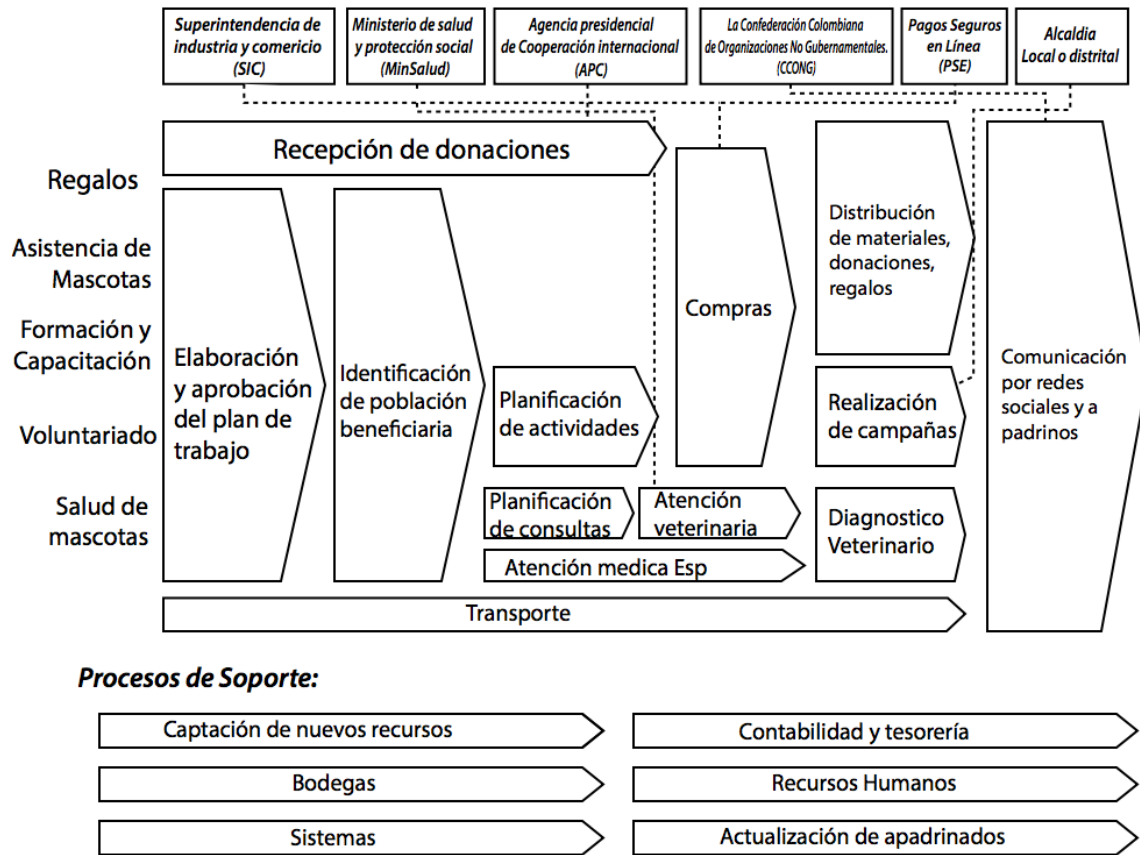 Superintendencia de
industria y comericio
(SIC)
Ministerio de salud
y protección social
(MinSalud)
Agencia presidencial
de Cooperación internacional
(APC)
La Confederación Colombiana
de Organizaciones No Gubernamentales.
(CCONG)
Pagos Seguros
en Línea
(PSE)
Alcaldia
Local o distrital
Recepción de donaciones
Regalos
Asistencia de
Mascotas
Formación y
Capacitación
Voluntariado
Salud de
mascotas
Elaboración
y aprobación
del plan de
trabajo
Identificación
de población
beneficiaria
Planificación
de actividades
Planificación
de consultas
Atención
veterinaria
Atención medica Esp
Compras
Distribución
de materiales,
donaciones,
regalos
Realización
de campañas
Diagnostico
Veterinario
Comunicación
por redes
sociales y a
padrinos
Transporte
Procesos de Soporte:
Captación de nuevos recursos
Contabilidad y tesorería
Bodegas
Recursos Humanos
Sistemas
Actualización de apadrinados